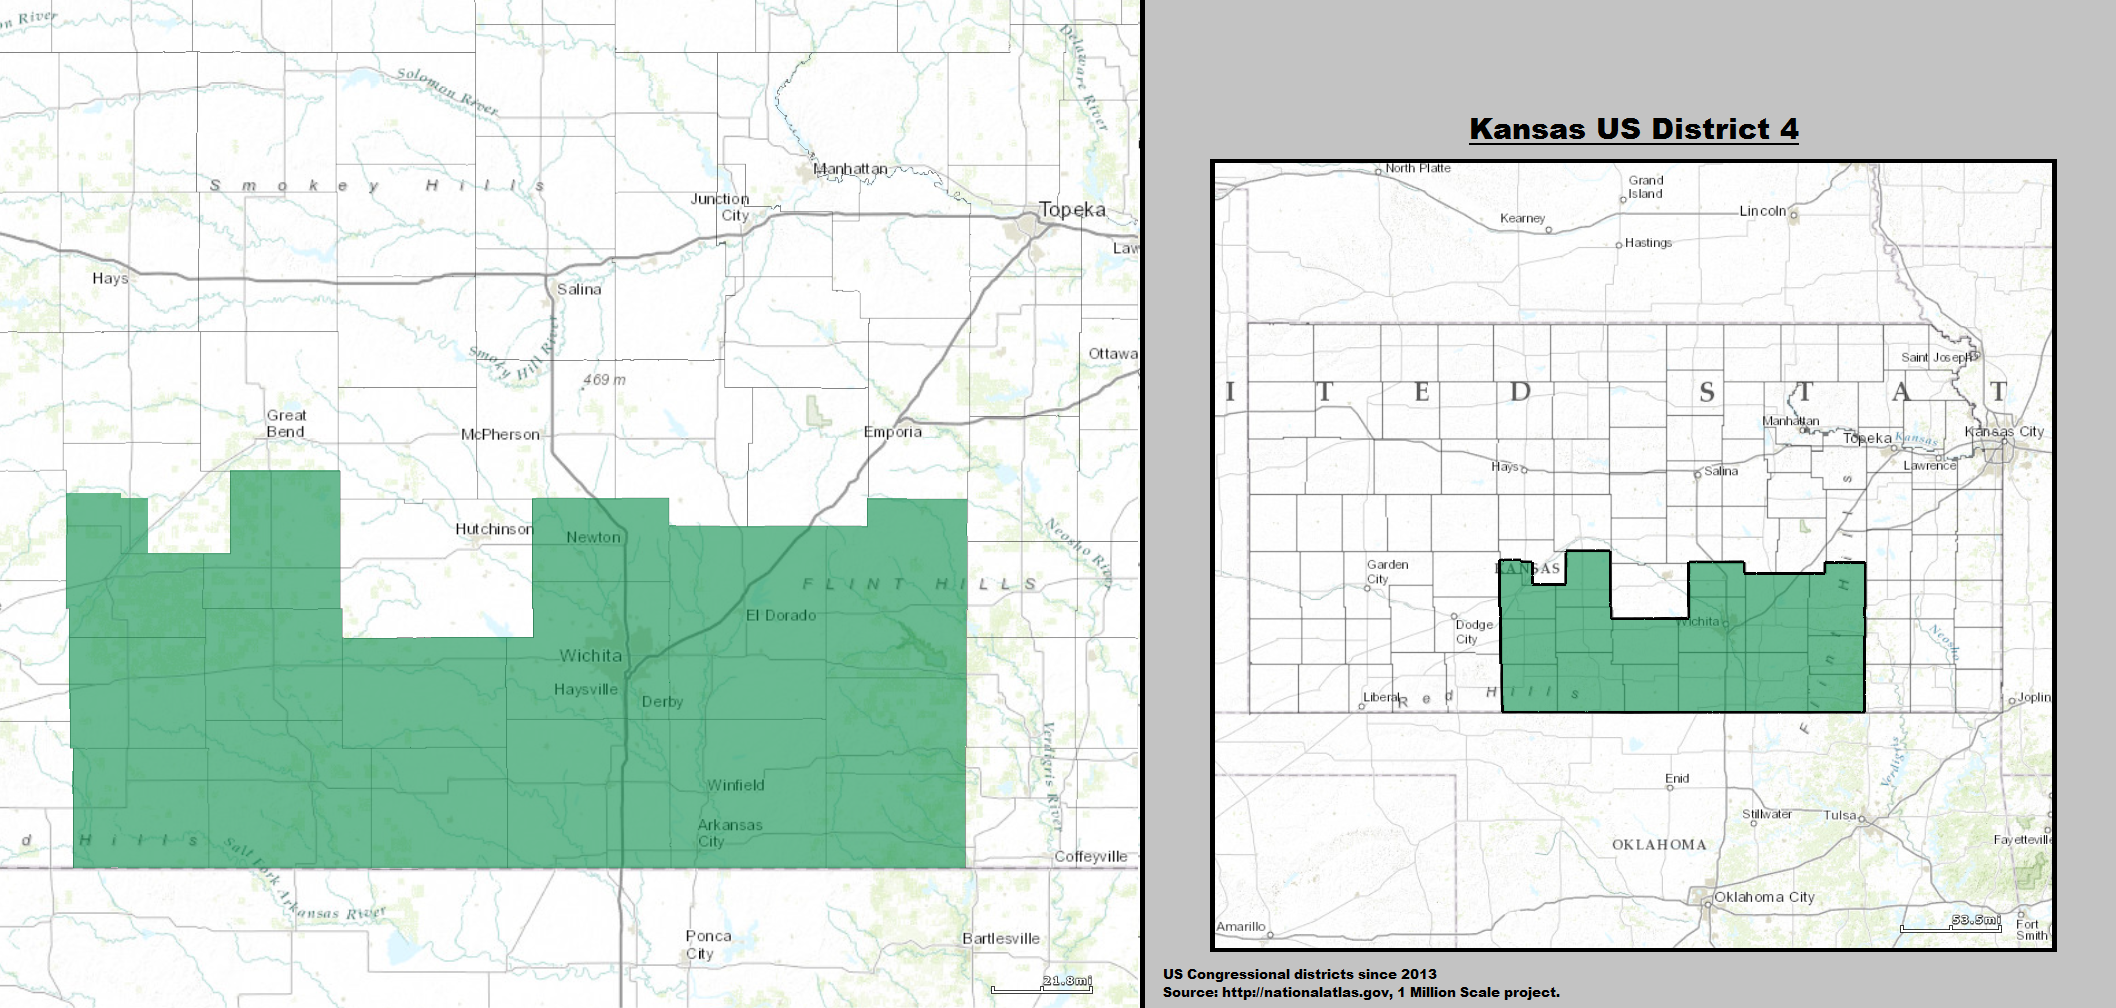 on River
Soloman River
Delaware River
Manhattan
Smokey Hills
Junction
City
Topeka
Law
Hays
Salina
Smoky Hill River
Ottawa
469 m
Great
Bend
McPherson
Emporia
Hutchinson
Newton
Neosho River
FLINT HILLS
El Dorado
Wichita
Haysville
Derby
Verdigris River
Winfield
Arkansas
City
d Hills
Salt Fork Arkansas River
Coffeyville
Ponca
City
Bartlesville
21.8mi
Kansas US District 4
North Platte
Grand
Island
Kearney
Lincoln
Hastings
Saint Joseph
I T E D S T A T
Manhattan
Topeka
Kansas
Kansas City
Hays
Salina
Lawrence
Garden
City
KANSAS
Dodge
City
Wichita
Flint Hills
Neosho
Liberal
Red Hills
Joplin
Verdigris
Enid
Stillwater
Tulsa
OKLAHOMA
Fayetteville
Oklahoma City
Amarillo
53.5mi
Fort
Smith
US Congressional districts since 2013
Source: http://nationalatlas.gov, 1 Million Scale project.